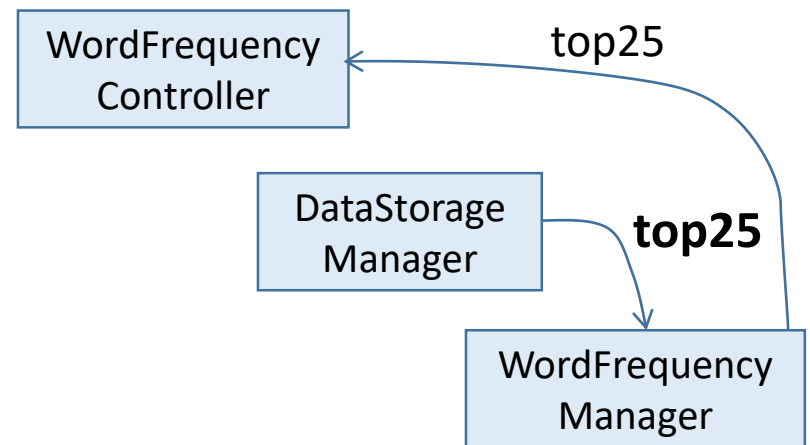 WordFrequency
Controller
top25
DataStorage
Manager
top25
WordFrequency
Manager